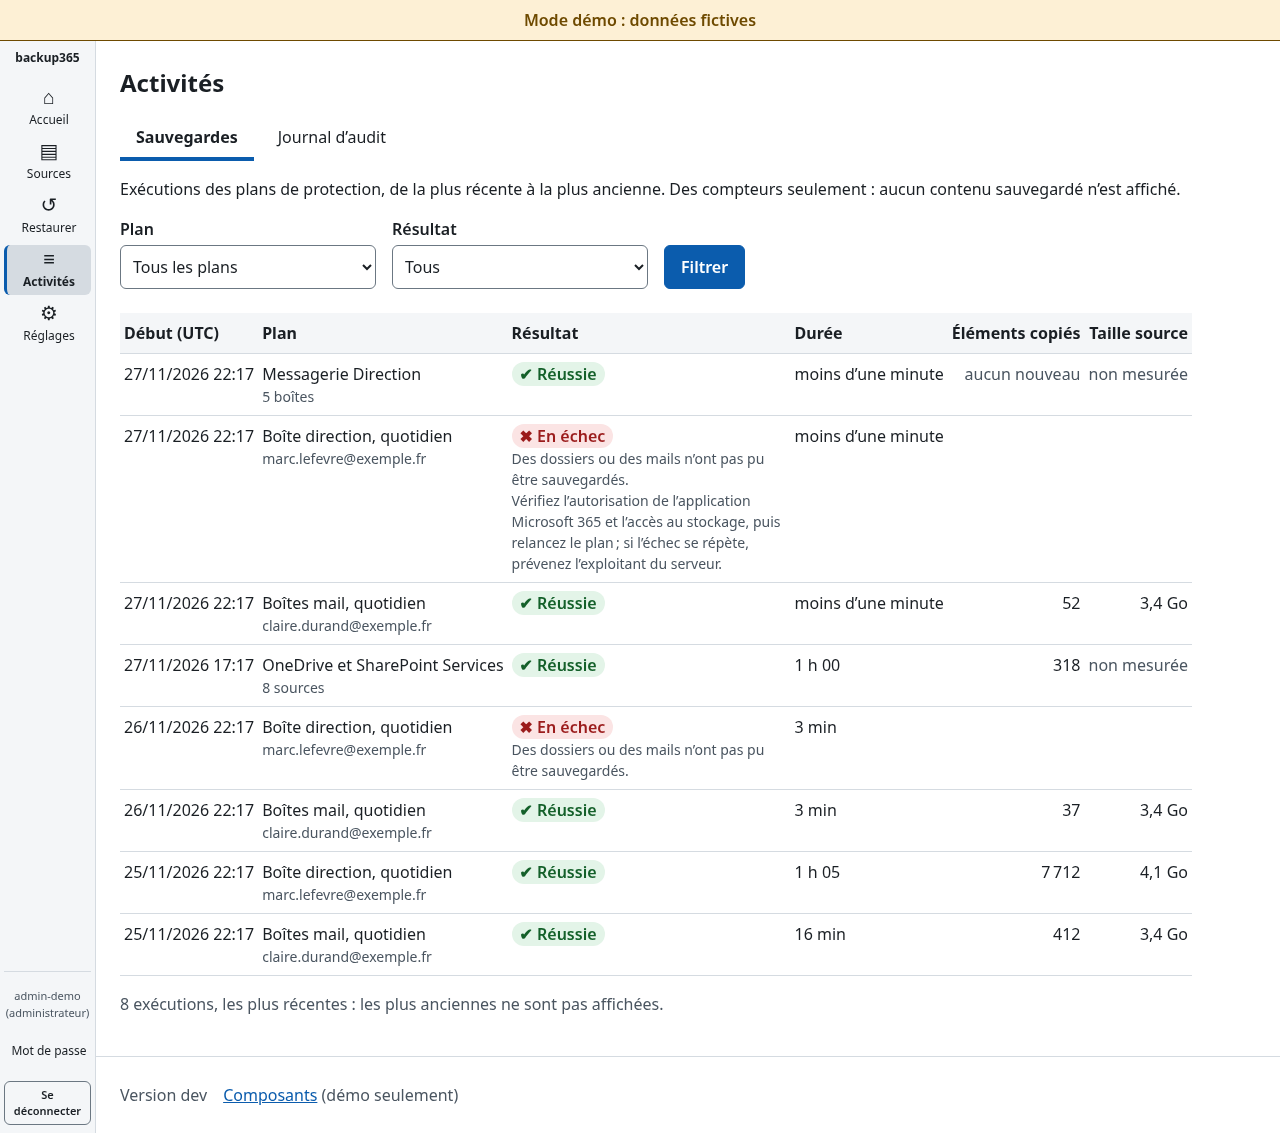 Mode démo : données fictives
backup365
Accueil
Sources
Restaurer
Activités
Réglages
admin-demo
(administrateur)
Mot de passe
Se
déconnecter
Activités
Sauvegardes
Journal d’audit
Exécutions des plans de protection, de la plus récente à la plus ancienne. Des compteurs seulement : aucun contenu sauvegardé n’est affiché.
Plan
Résultat
Tous les plans
Tous
Filtrer
Début (UTC) Plan Résultat Durée Éléments copiés Taille source
27/11/2026 22:17 Messagerie Direction ✔ Réussie moins d’une minute aucun nouveau non mesurée
5 boîtes
27/11/2026 22:17 Boîte direction, quotidien ✖ En échec moins d’une minute
marc.lefevre@exemple.fr Des dossiers ou des mails n’ont pas pu
être sauvegardés.
Vérifiez l’autorisation de l’application
Microsoft 365 et l’accès au stockage, puis
relancez le plan ; si l’échec se répète,
prévenez l’exploitant du serveur.
27/11/2026 22:17 Boîtes mail, quotidien ✔ Réussie moins d’une minute 52 3,4 Go
claire.durand@exemple.fr
27/11/2026 17:17 OneDrive et SharePoint Services ✔ Réussie 1 h 00 318 non mesurée
8 sources
26/11/2026 22:17 Boîte direction, quotidien ✖ En échec 3 min
marc.lefevre@exemple.fr Des dossiers ou des mails n’ont pas pu
être sauvegardés.
26/11/2026 22:17 Boîtes mail, quotidien ✔ Réussie 3 min 37 3,4 Go
claire.durand@exemple.fr
25/11/2026 22:17 Boîte direction, quotidien ✔ Réussie 1 h 05 7 712 4,1 Go
marc.lefevre@exemple.fr
25/11/2026 22:17 Boîtes mail, quotidien ✔ Réussie 16 min 412 3,4 Go
claire.durand@exemple.fr
8 exécutions, les plus récentes : les plus anciennes ne sont pas affichées.
Version dev Composants (démo seulement)